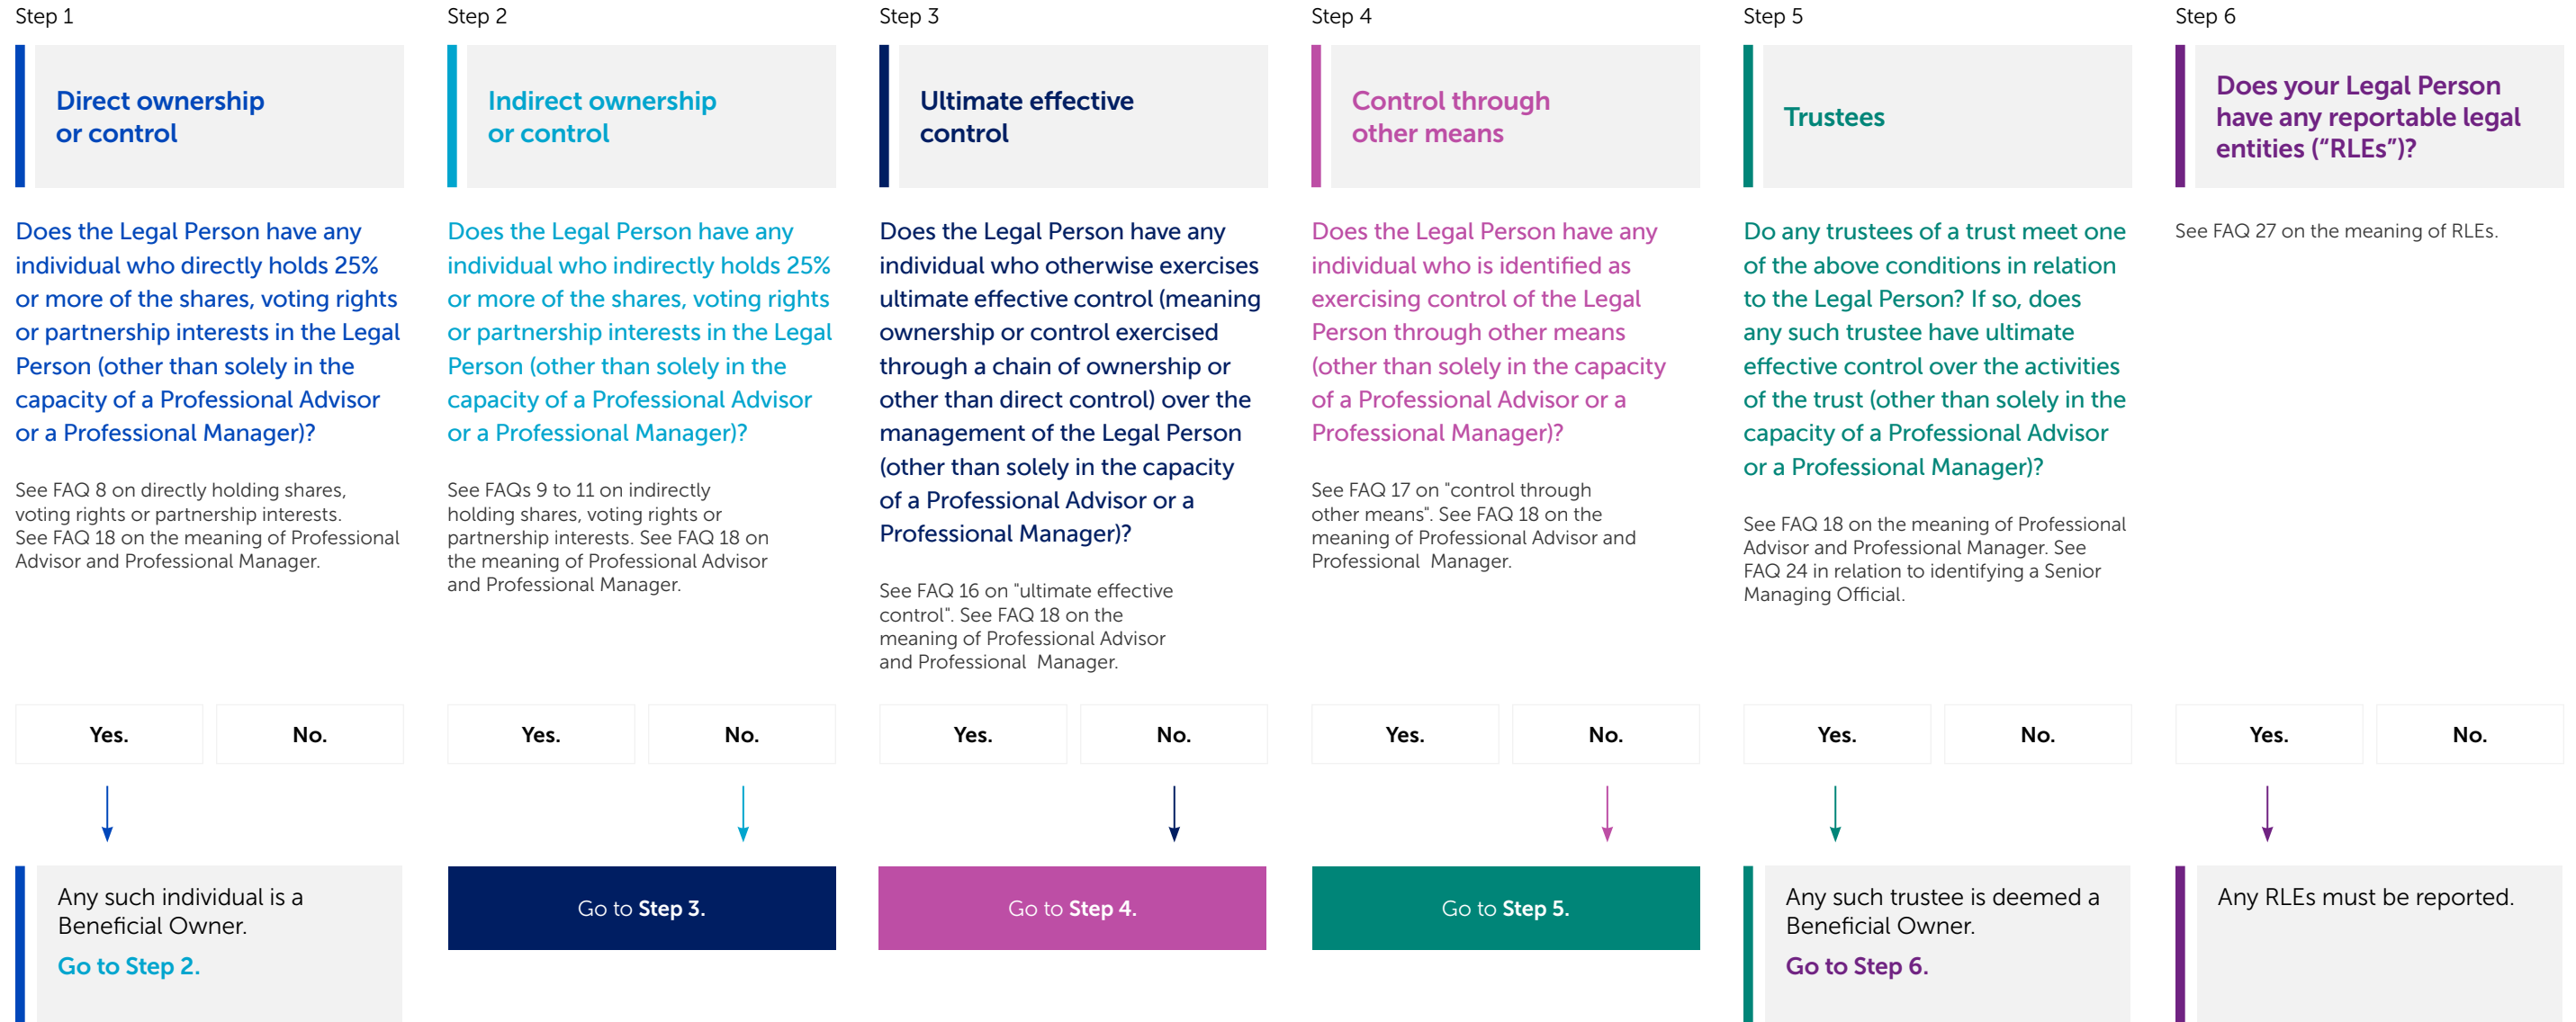 Step 1
Direct ownership
or control
Does the Legal Person have any
individual who directly holds 25%
or more of the shares, voting rights
or partnership interests in the Legal
Person (other than solely in the
capacity of a Professional Advisor
or a Professional Manager)?
See FAQ 8 on directly holding shares,
voting rights or partnership interests.
See FAQ 18 on the meaning of Professional
Advisor and Professional Manager.
Yes.
No.
Any such individual is a
Beneficial Owner.
Go to Step 2.
Step 2
Indirect ownership
or control
Does the Legal Person have any
individual who indirectly holds 25%
or more of the shares, voting rights
or partnership interests in the Legal
Person (other than solely in the
capacity of a Professional Advisor
or a Professional Manager)?
See FAQs 9 to 11 on indirectly
holding shares, voting rights or
partnership interests. See FAQ 18 on
the meaning of Professional Advisor
and Professional Manager.
Yes.
No.
Go to Step 3.
Step 3
Ultimate effective
control
Does the Legal Person have any
individual who otherwise exercises
ultimate effective control (meaning
ownership or control exercised
through a chain of ownership or
other than direct control) over the
management of the Legal Person
(other than solely in the capacity
of a Professional Advisor or a
Professional Manager)?
See FAQ 16 on "ultimate effective
control". See FAQ 18 on the
meaning of Professional Advisor
and Professional Manager.
Yes.
No.
Go to Step 4.
Step 4
Control through
other means
Does the Legal Person have any
individual who is identified as
exercising control of the Legal
Person through other means
(other than solely in the capacity
of a Professional Advisor or a
Professional Manager)?
See FAQ 17 on "control through
other means". See FAQ 18 on the
meaning of Professional Advisor and
Professional Manager.
Yes.
No.
Go to Step 5.
Step 5
Trustees
Do any trustees of a trust meet one
of the above conditions in relation
to the Legal Person? If so, does
any such trustee have ultimate
effective control over the activities
of the trust (other than solely in the
capacity of a Professional Advisor
or a Professional Manager)?
See FAQ 18 on the meaning of Professional
Advisor and Professional Manager. See
FAQ 24 in relation to identifying a Senior
Managing Official.
Yes.
No.
Any such trustee is deemed a
Beneficial Owner.
Go to Step 6.
Step 6
Does your Legal Person
have any reportable legal
entities (“RLEs”)?
See FAQ 27 on the meaning of RLEs.
Yes.
No.
Any RLEs must be reported.